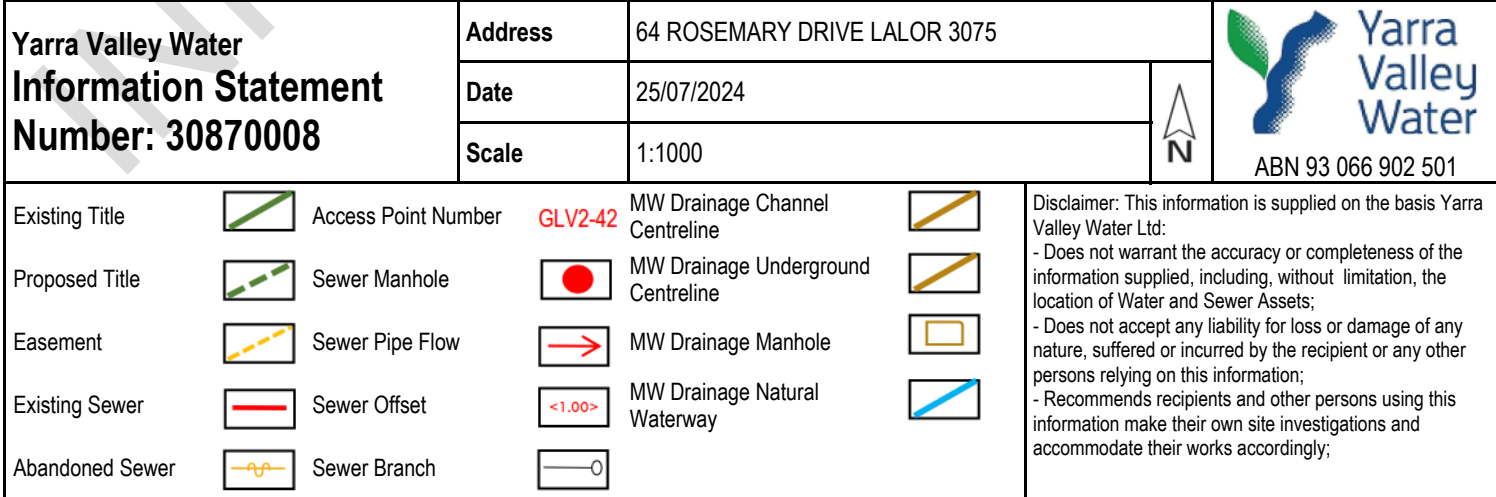 Yarra Valley Water
Information Statement
Number: 30870008
Address
64 ROSEMARY DRIVE LALOR 3075
Date
25/07/2024
Scale
1:1000
N
Yarra
Valley
Water
ABN 93 066 902 501
Existing Title
Proposed Title
Easement
Existing Sewer
Abandoned Sewer
Access Point Number
GLV2-42
Sewer Manhole
Sewer Pipe Flow
Sewer Offset
<1.00>
Sewer Branch
MW Drainage Channel
Centreline
MW Drainage Underground
Centreline
MW Drainage Manhole
MW Drainage Natural
Waterway
Disclaimer: This information is supplied on the basis Yarra
Valley Water Ltd:
- Does not warrant the accuracy or completeness of the
information supplied, including, without limitation, the
location of Water and Sewer Assets;
- Does not accept any liability for loss or damage of any
nature, suffered or incurred by the recipient or any other
persons relying on this information;
- Recommends recipients and other persons using this
information make their own site investigations and
accommodate their works accordingly;